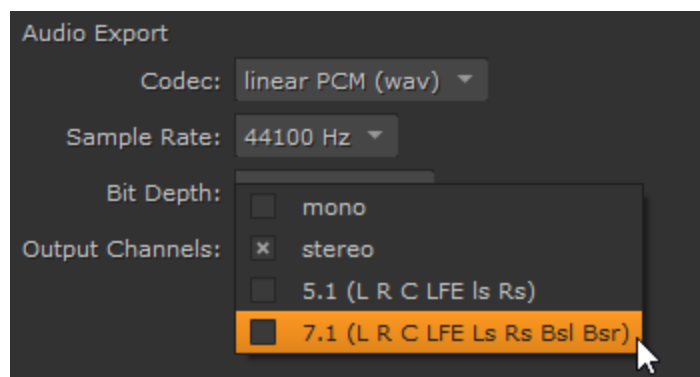 Audio Export
Codec: linear PCM (wav)
Sample Rate: 44100 Hz
Bit Depth:
mono
Output Channels: stereo
5.1 (L R C LFE ls Rs)
7.1 (L R C LFE Ls Rs Bsl Bsr)